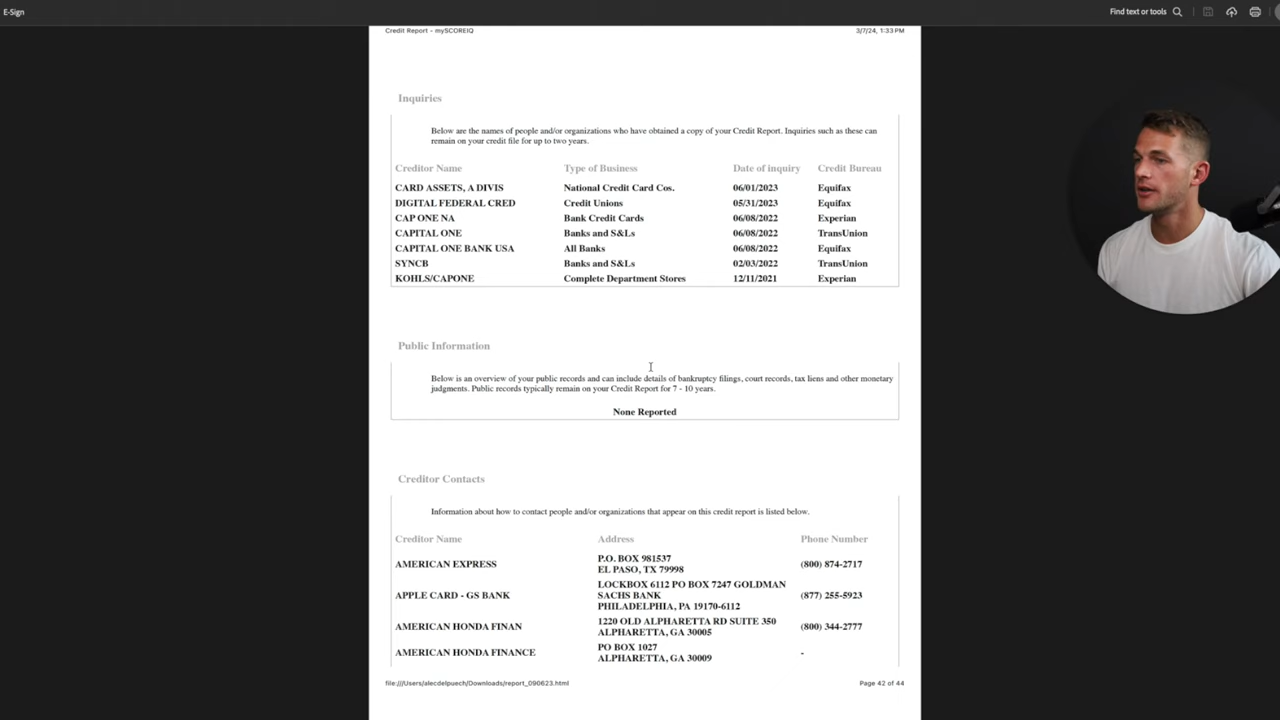 E-Sign
Find text or tools
Credit Report - mySCOREIQ
3/7/24, 1:33 PM
Inquiries
Below are the names of people and/or organizations who have obtained a copy of your Credit Report. Inquiries such as these can
remain on your credit file for up to two years.
Creditor Name Type of Business Date of inquiry Credit Bureau
CARD ASSETS, A DIVIS National Credit Card Cos. 06/01/2023 Equifax
DIGITAL FEDERAL CRED Credit Unions 05/31/2023 Equifax
CAP ONE NA Bank Credit Cards 06/08/2022 Experian
CAPITAL ONE Banks and S&Ls 06/08/2022 TransUnion
CAPITAL ONE BANK USA All Banks 06/08/2022 Equifax
SYNCB Banks and S&Ls 02/03/2022 TransUnion
KOHLS/CAPONE Complete Department Stores 12/11/2021 Experian
Public Information
Below is an overview of your public records and can include details of bankruptcy filings, court records, tax liens and other monetary
judgments. Public records typically remain on your Credit Report for 7 - 10 years.
None Reported
Creditor Contacts
Information about how to contact people and/or organizations that appear on this credit report is listed below.
Creditor Name Address Phone Number
AMERICAN EXPRESS P.O. BOX 981537
EL PASO, TX 79998 (800) 874-2717
APPLE CARD - GS BANK LOCKBOX 6112 PO BOX 7247 GOLDMAN
SACHS BANK
PHILADELPHIA, PA 19170-6112 (877) 255-5923
AMERICAN HONDA FINAN 1220 OLD ALPHARETTA RD SUITE 350
ALPHARETTA, GA 30005 (800) 344-2777
AMERICAN HONDA FINANCE PO BOX 1027
ALPHARETTA, GA 30009 -
file:///Users/alecdelpuech/Downloads/report_090623.html
Page 42 of 44